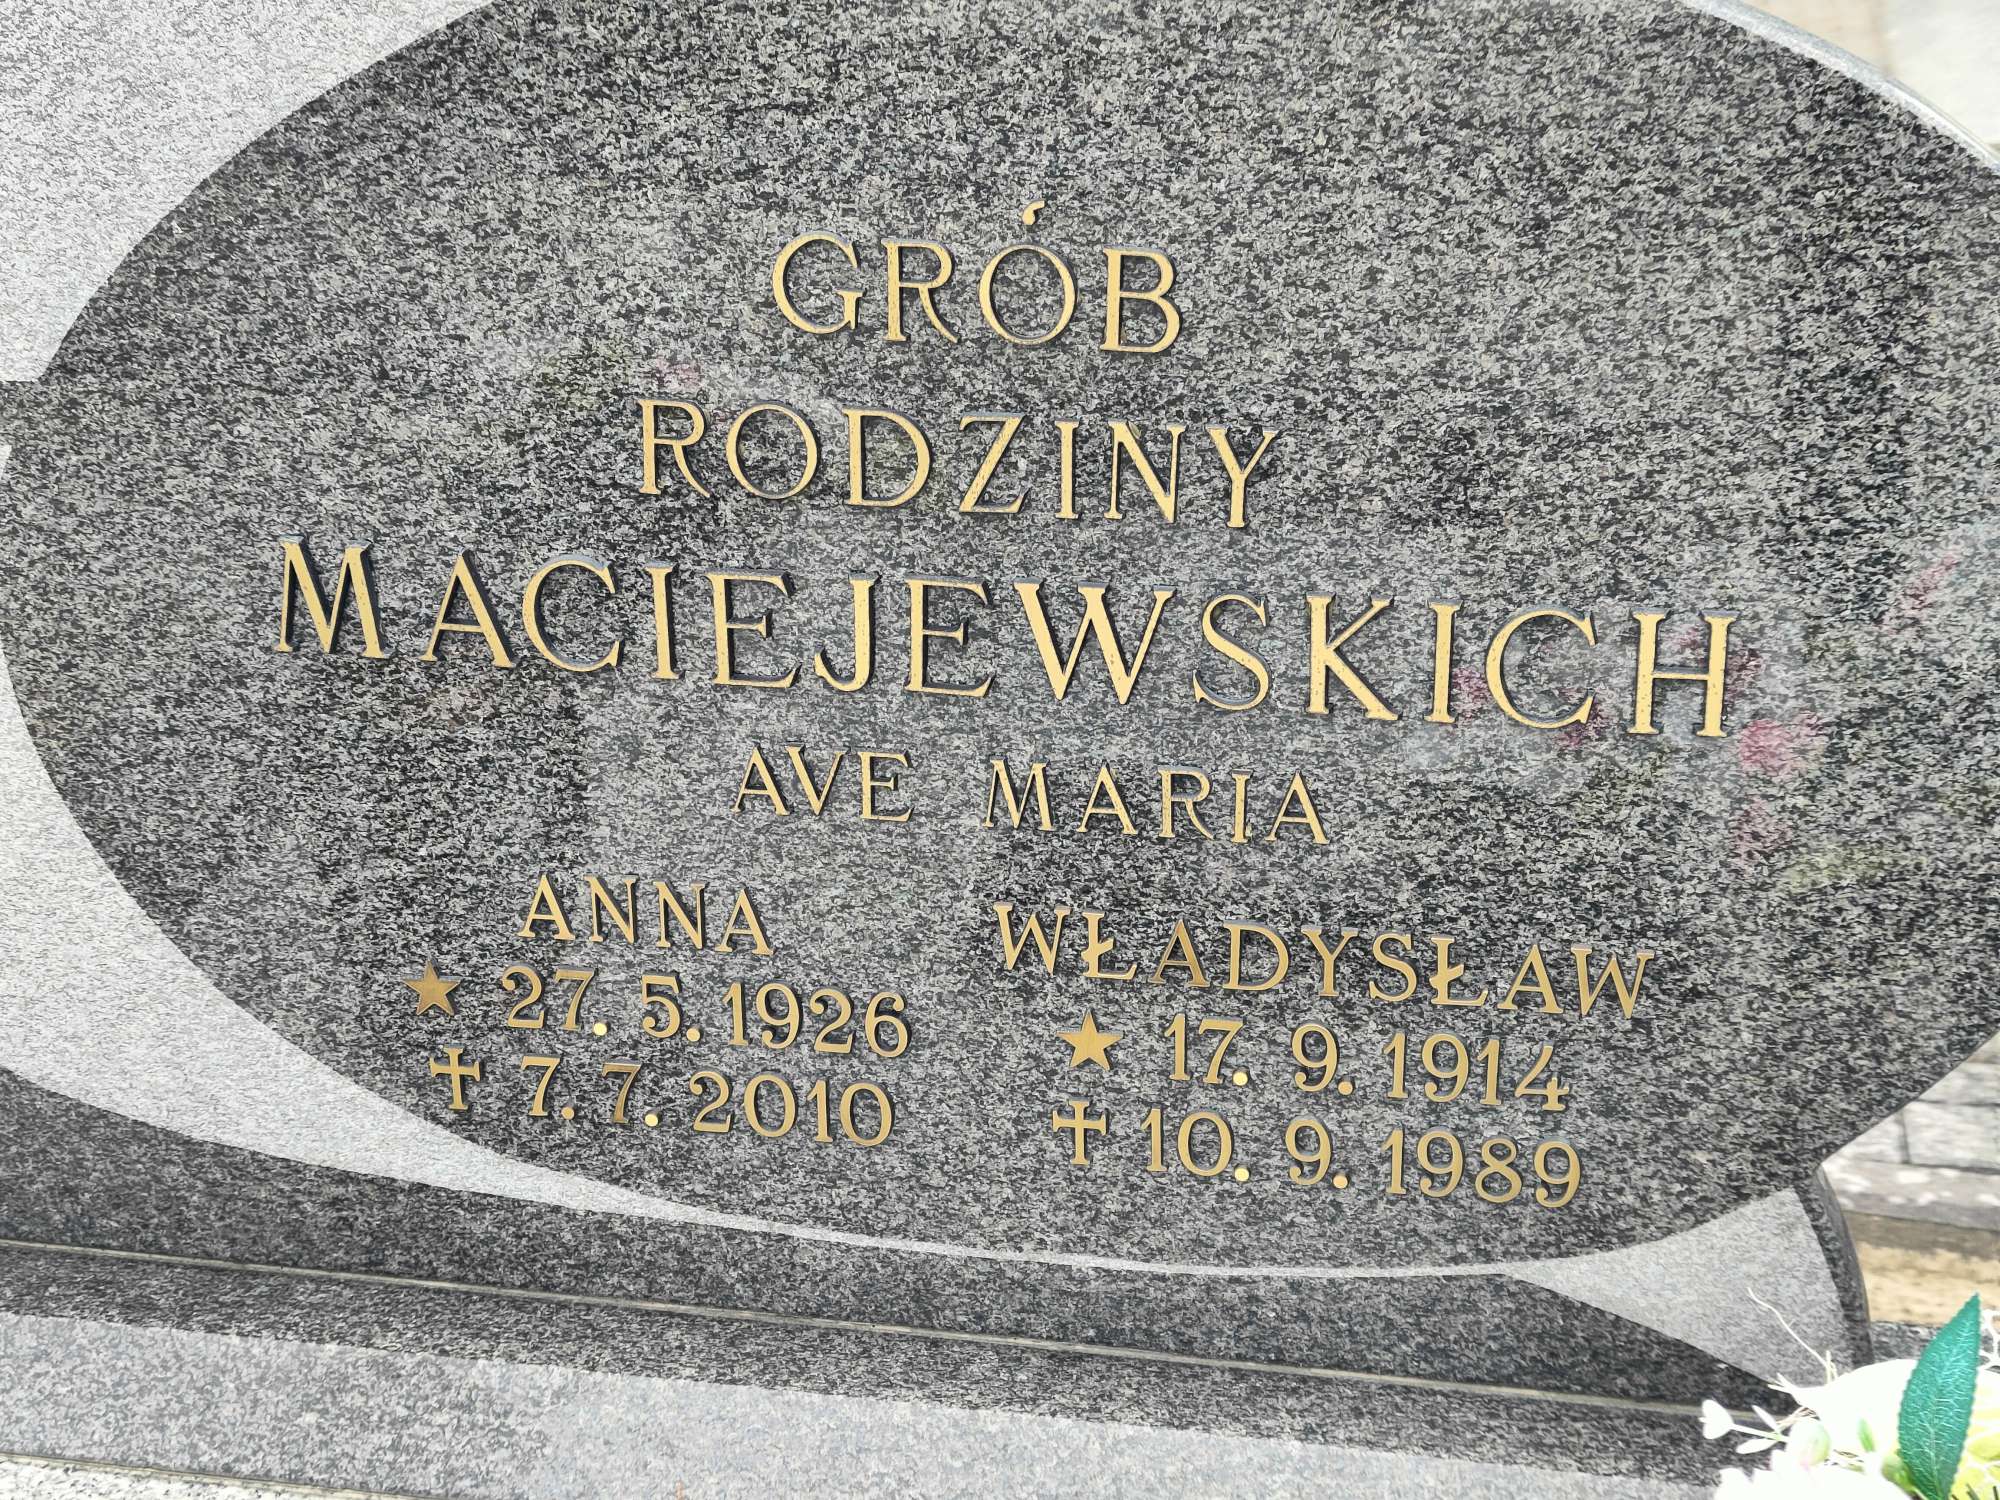 GRÓB
RODZINY
MACIEJEWSKICH
AVE MARIA
ANNA
★ 27. 5. 1926
✝ 7. 7. 2010
WŁADYSŁAW
★ 17. 9. 1914
✝ 10. 9. 1989